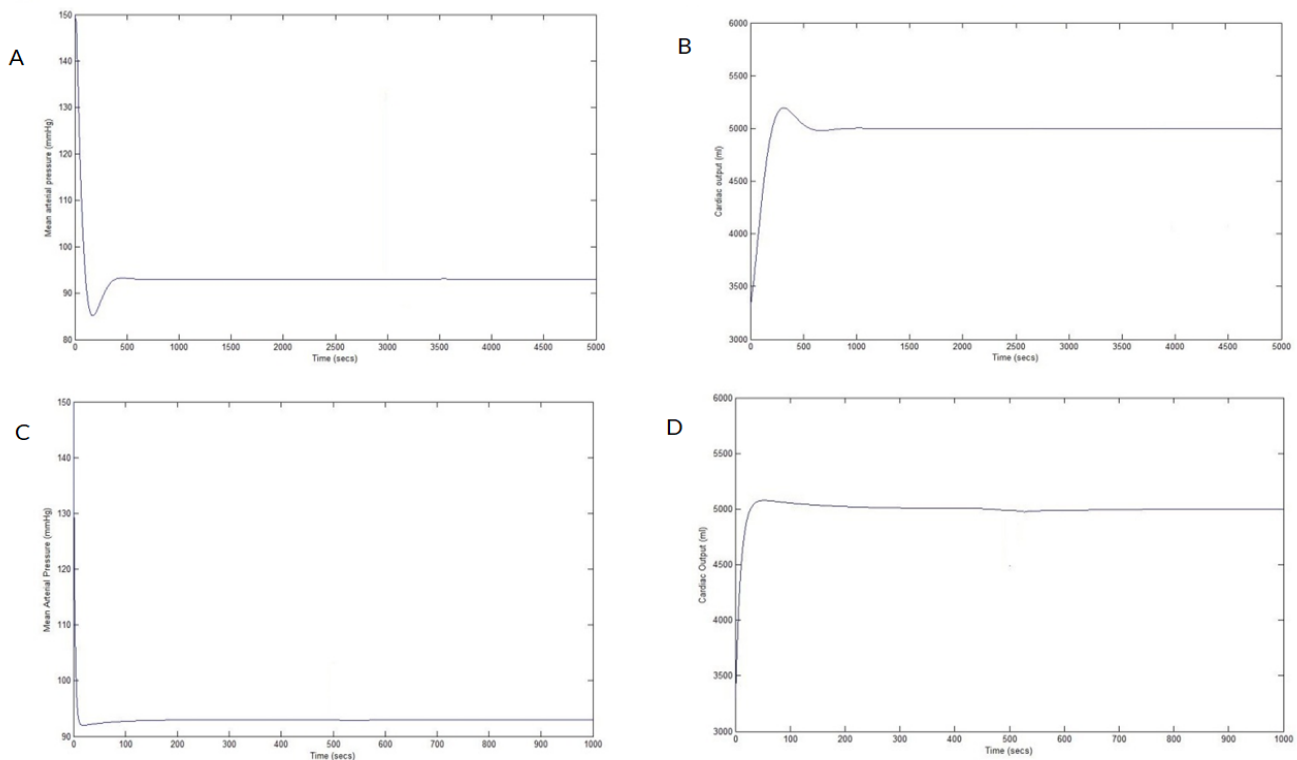 A
150
140
130
120
110
100
90
80
Mean arterial pressure (mmHg)
0 500 1000 1500 2000 2500 3000 3500 4000 4500 5000
Time (secs)
B
6000
5500
5000
4500
4000
3500
3000
Cardiac output (ml)
0 500 1000 1500 2000 2500 3000 3500 4000 4500 5000
Time (secs)
C
150
140
130
120
110
100
90
Mean Arterial Pressure (mmHg)
0 100 200 300 400 500 600 700 800 900 1000
Time (secs)
D
6000
5500
5000
4500
4000
3500
3000
Cardiac Output (ml)
0 100 200 300 400 500 600 700 800 900 1000
Time (secs)